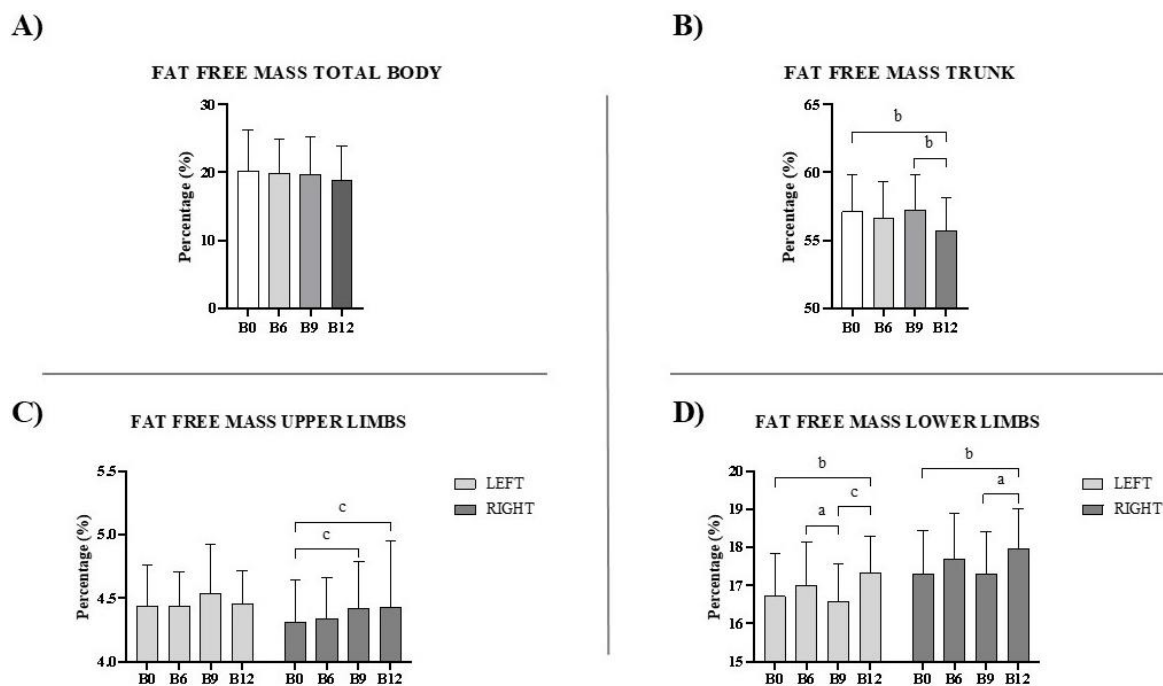 A)
FAT FREE MASS TOTAL BODY
Percentage (%)
30
20
10
0
B0 B6 B9 B12
B)
FAT FREE MASS TRUNK
Percentage (%)
65
60
55
50
b
b
B0 B6 B9 B12
C)
FAT FREE MASS UPPER LIMBS
Percentage (%)
5.5
5.0
4.5
4.0
c
c
LEFT
RIGHT
B0 B6 B9 B12 B0 B6 B9 B12
D)
FAT FREE MASS LOWER LIMBS
Percentage (%)
20
19
18
17
16
15
b b
c a
a
LEFT
RIGHT
B0 B6 B9 B12 B0 B6 B9 B12